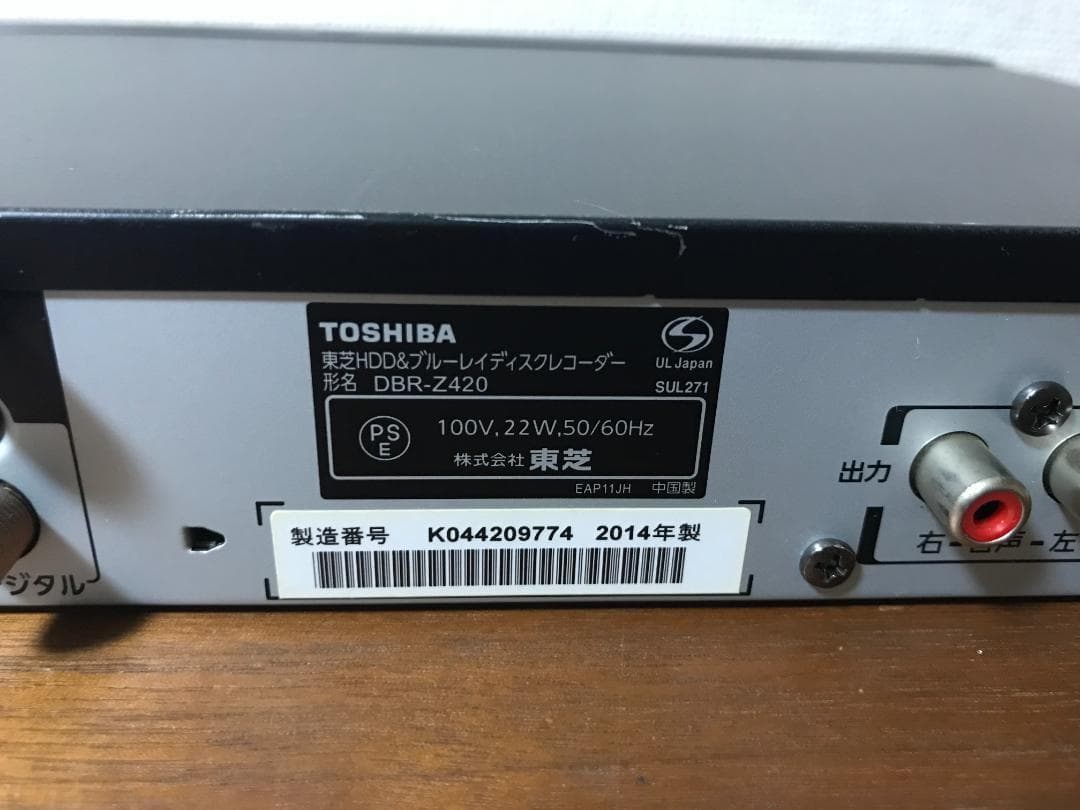 TOSHIBA
東芝HDD&ブルーレイディスクレコーダー
形名 DBR-Z420
UL Japan
SUL271
PS
E
100V, 22W, 50/60Hz
株式会社 東芝
EAP11JH 中国製
製造番号 K044209774 2014年製
出力
右-音声-左
ジタル